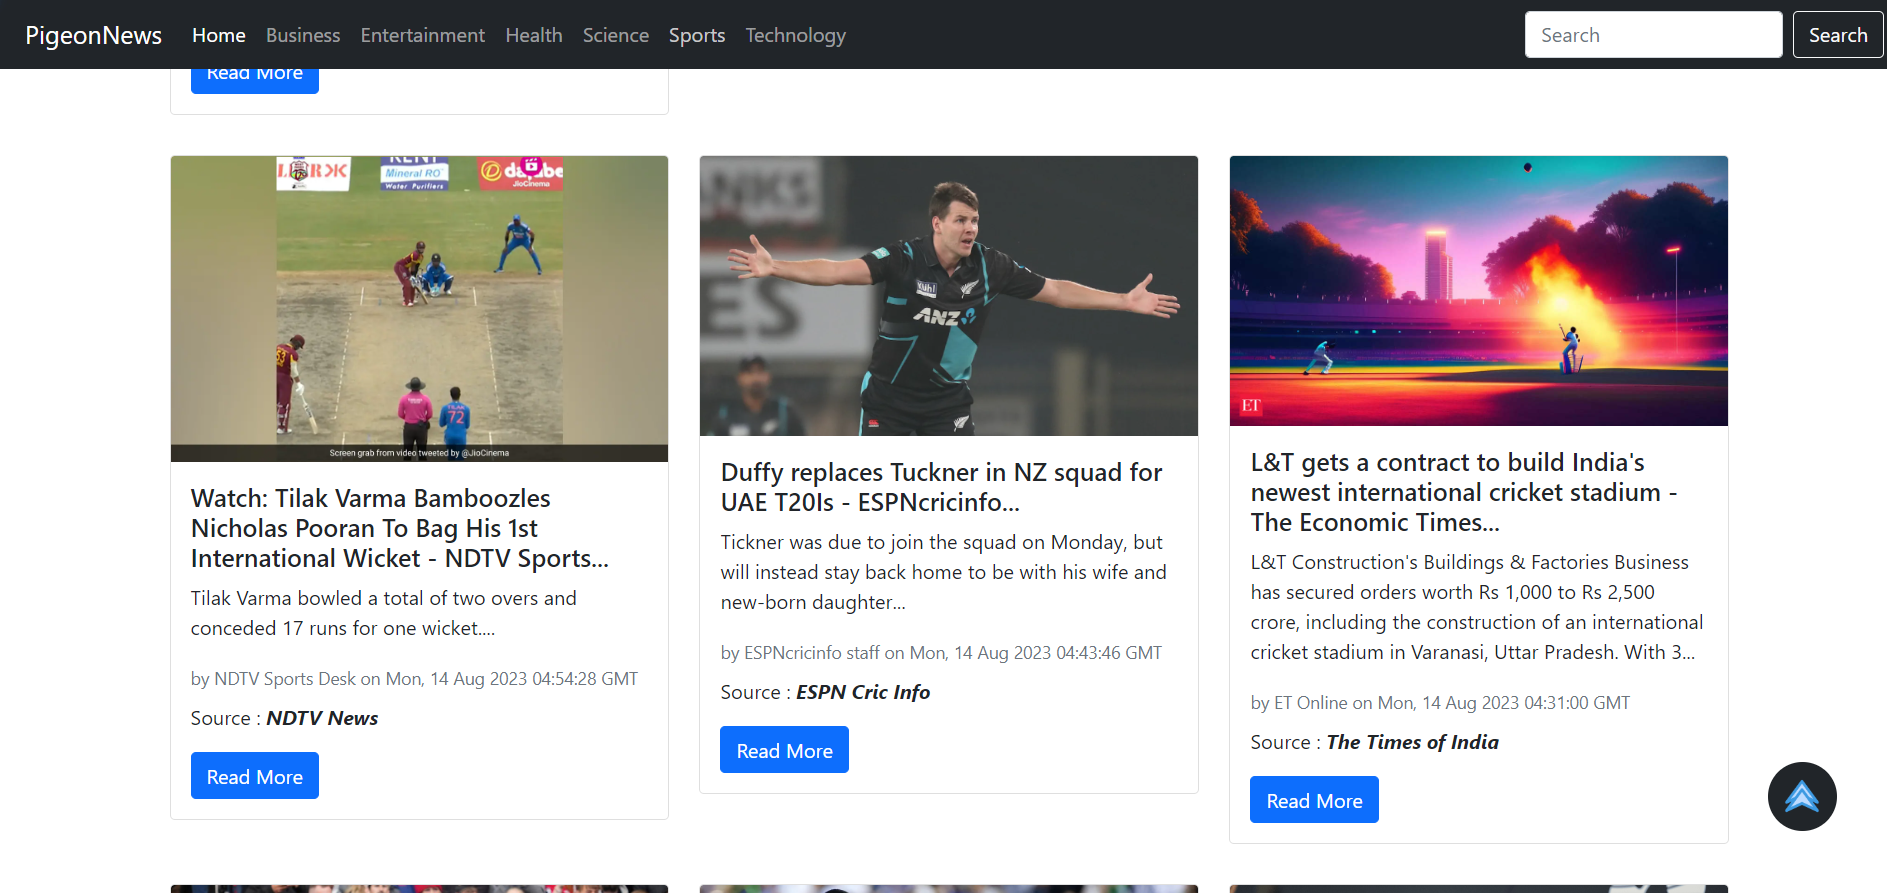 PigeonNews Home Business Entertainment Health Science Sports Technology Search Search
Read More
Mineral RO
Water Purifiers
JioCinema
TILAK
72
Screen grab from video tweeted by @JioCinema
Watch: Tilak Varma Bamboozles
Nicholas Pooran To Bag His 1st
International Wicket - NDTV Sports...
Tilak Varma bowled a total of two overs and
conceded 17 runs for one wicket....
by NDTV Sports Desk on Mon, 14 Aug 2023 04:54:28 GMT
Source : NDTV News
Read More
Kuhl
ANZ
Duffy replaces Tuckner in NZ squad for
UAE T20Is - ESPNcricinfo...
Tickner was due to join the squad on Monday, but
will instead stay back home to be with his wife and
new-born daughter...
by ESPNcricinfo staff on Mon, 14 Aug 2023 04:43:46 GMT
Source : ESPN Cric Info
Read More
ET
L&T gets a contract to build India's
newest international cricket stadium -
The Economic Times...
L&T Construction's Buildings & Factories Business
has secured orders worth Rs 1,000 to Rs 2,500
crore, including the construction of an international
cricket stadium in Varanasi, Uttar Pradesh. With 3...
by ET Online on Mon, 14 Aug 2023 04:31:00 GMT
Source : The Times of India
Read More